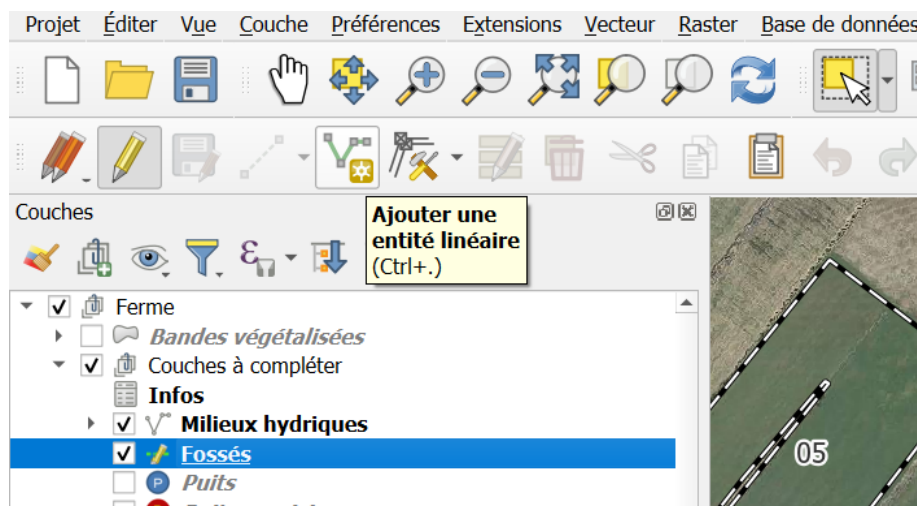 Projet Éditer Vue Couche Préférences Extensions Vecteur Raster Base de données
Couches
Ajouter une
entité linéaire
(Ctrl+.)
ε
Ferme
Bandes végétalisées
Couches à compléter
Infos
Milieux hydriques
Fossés
P Puits
05